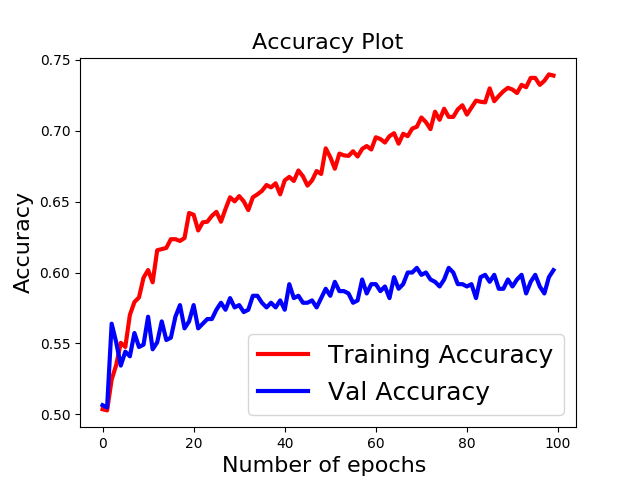 Accuracy Plot
0.75
0.70
0.65
0.60
0.55
0.50
Accuracy
Training Accuracy
Val Accuracy
0 20 40 60 80 100
Number of epochs